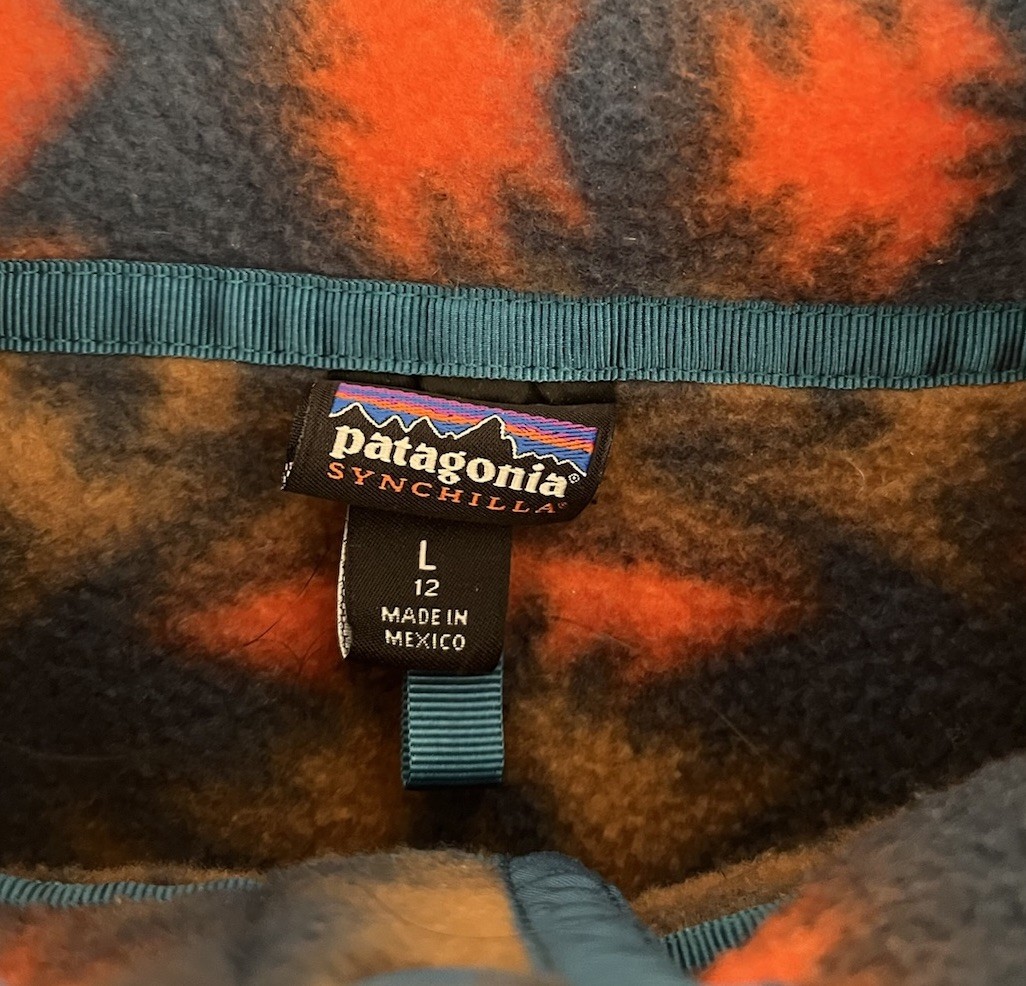 patagonia®
SYNCHILLA®
L
12
MADE IN
MEXICO